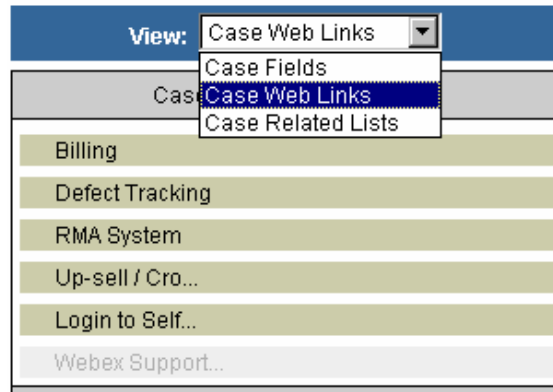 View: Case Web Links
Case Fields
Case Web Links
Case Related Lists
Billing
Defect Tracking
RMA System
Up-sell / Cro...
Login to Self...
Webex Support...